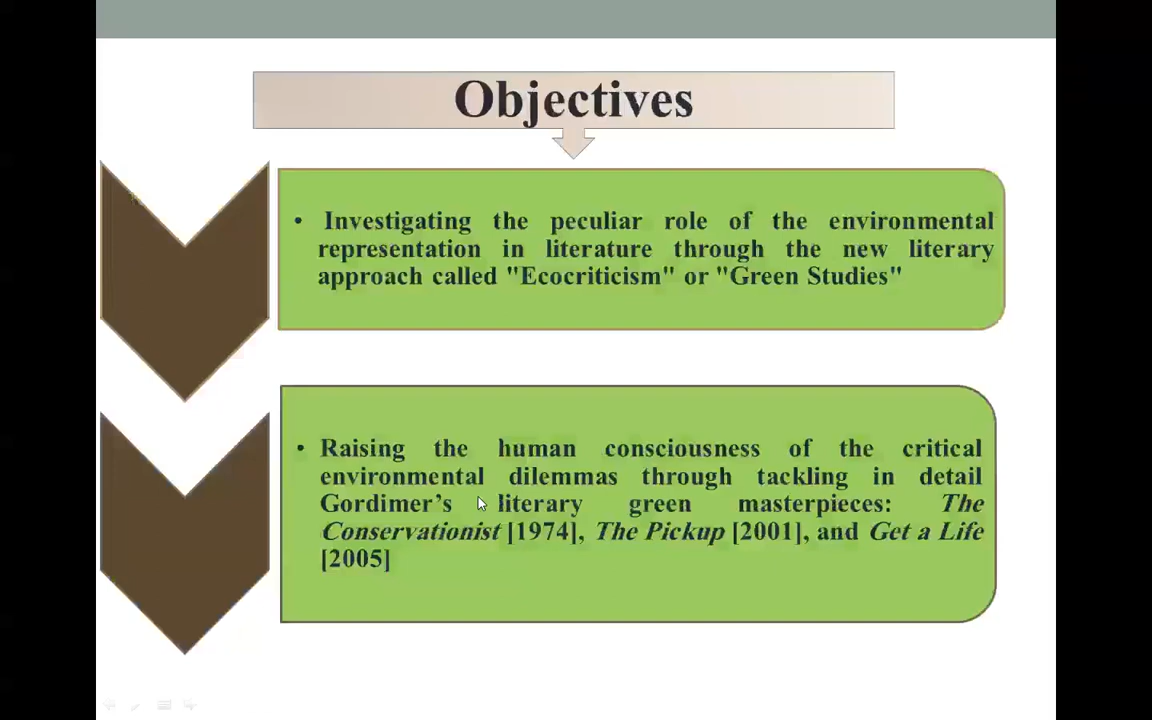 Objectives
• Investigating the peculiar role of the environmental
representation in literature through the new literary
approach called "Ecocriticism" or "Green Studies"
• Raising the human consciousness of the critical
environmental dilemmas through tackling in detail
Gordimer's literary green masterpieces: The
Conservationist [1974], The Pickup [2001], and Get a Life
[2005]